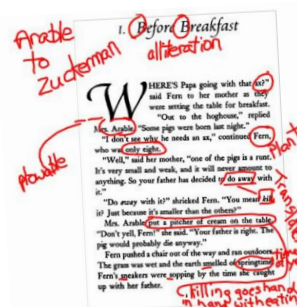 Arable
to
Zuckerman
I. Before Breakfast
alliteration
WHERE'S Papa going with that ax?"
said Fern to her mother as they
were setting the table for breakfast.
"Out to the hoghouse," replied
Mrs. Arable. "Some pigs were born last night."
"I don't see why he needs an ax," continued Fern,
who was only eight.
plowable
Plant
"Well," said her mother, "one of the pigs is a runt.
It's very small and weak, and it will never amount to
anything. So your father has decided to do away with
it."
"Do away with it?" shrieked Fern. "You mean kill
it? Just because it's smaller than the others?"
Mrs. Arable put a pitcher of cream on the table.
"Don't yell, Fern!" she said. "Your father is right. The
pig would probably die anyway."
Fern pushed a chair out of the way and ran outdoors.
The grass was wet and the earth smelled of springtime.
Fern's sneakers were sopping by the time she caught
up with her father.
time
killing goes hand
n hand with eating